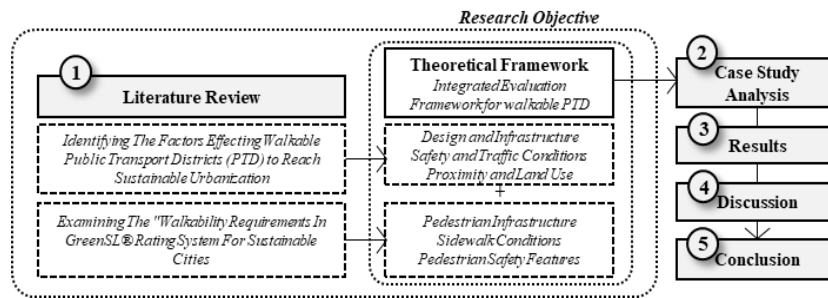 Research Objective
1
Literature Review
Identifying The Factors Effecting Walkable
Public Transport Districts (PTD) to Reach
Sustainable Urbanization
Examining The "Walkability Requirements In
GreenSL® Rating System For Sustainable
Cities
Theoretical Framework
Integrated Evaluation
Framework for walkable PTD
Design and Infrastructure
Safety and Traffic Conditions
Proximity and Land Use
+
Pedestrian Infrastructure
Sidewalk Conditions
Pedestrian Safety Features
2
Case Study
Analysis
3
Results
4
Discussion
5
Conclusion